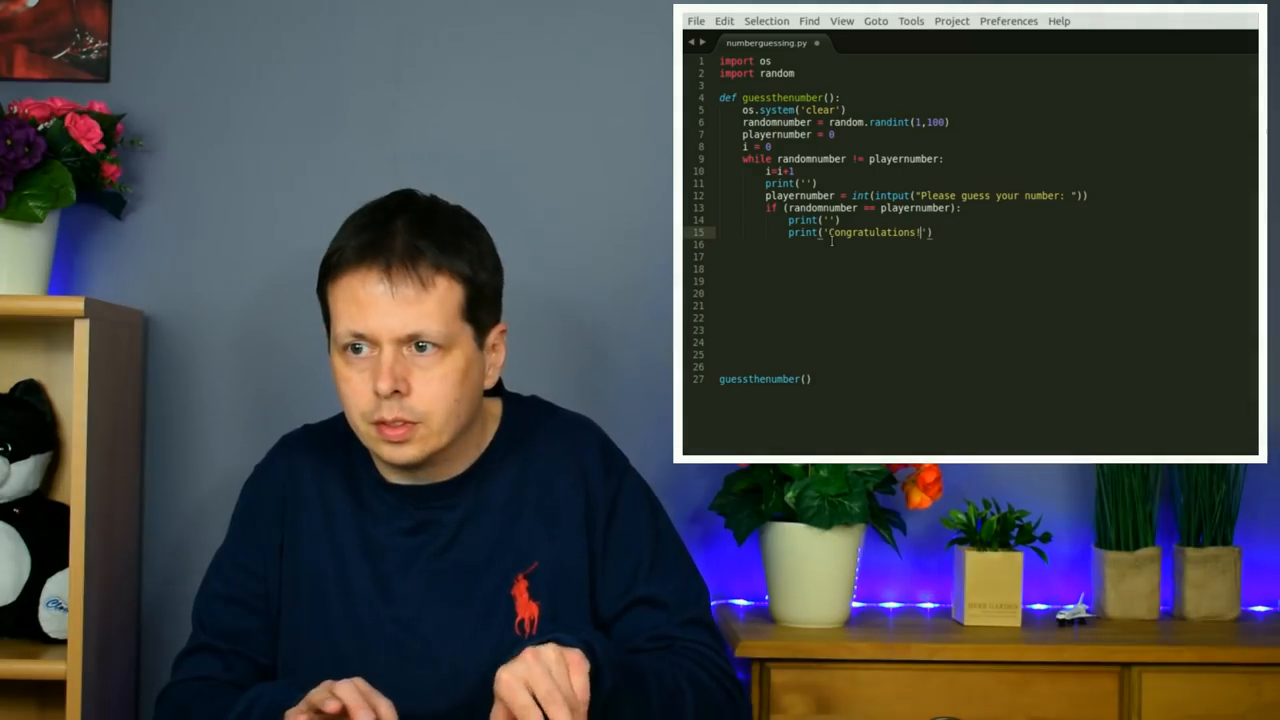 File Edit Selection Find View Goto Tools Project Preferences Help
numberguessing.py
1 import os
2 import random
3
4 def guessthenumber():
5 os.system('clear')
6 randomnumber = random.randint(1,100)
7 playernumber = 0
8 i = 0
9 while randomnumber != playernumber:
10 i=i+1
11 print('')
12 playernumber = int(intput("Please guess your number: "))
13 if (randomnumber == playernumber):
14 print('')
15 print('Congratulations!')
16
17
18
19
20
21
22
23
24
25
26
27 guessthenumber()
HERB GARDEN